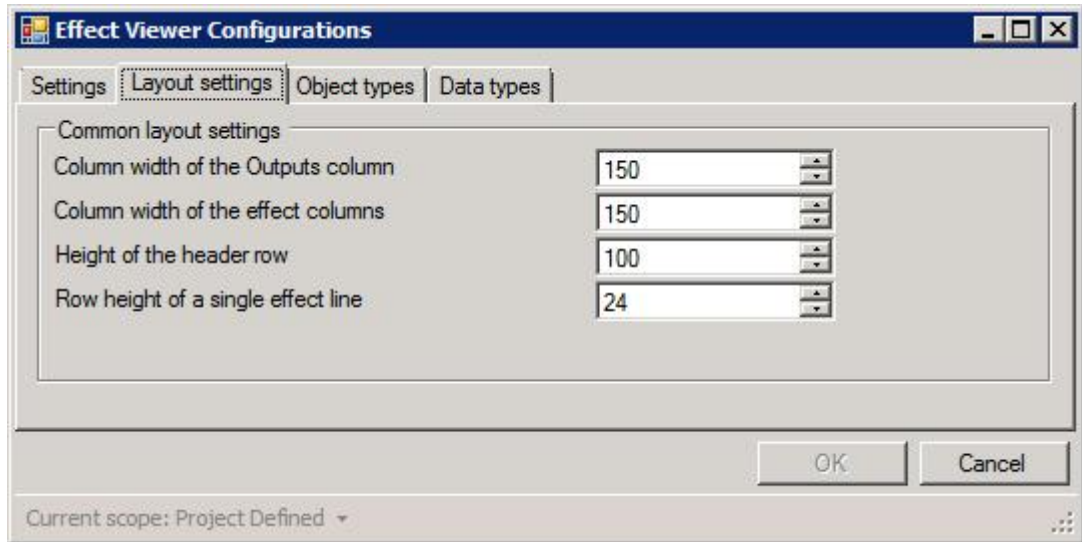 Effect Viewer Configurations
Settings Layout settings Object types Data types
Common layout settings
Column width of the Outputs column 150
Column width of the effect columns 150
Height of the header row 100
Row height of a single effect line 24
OK Cancel
Current scope: Project Defined